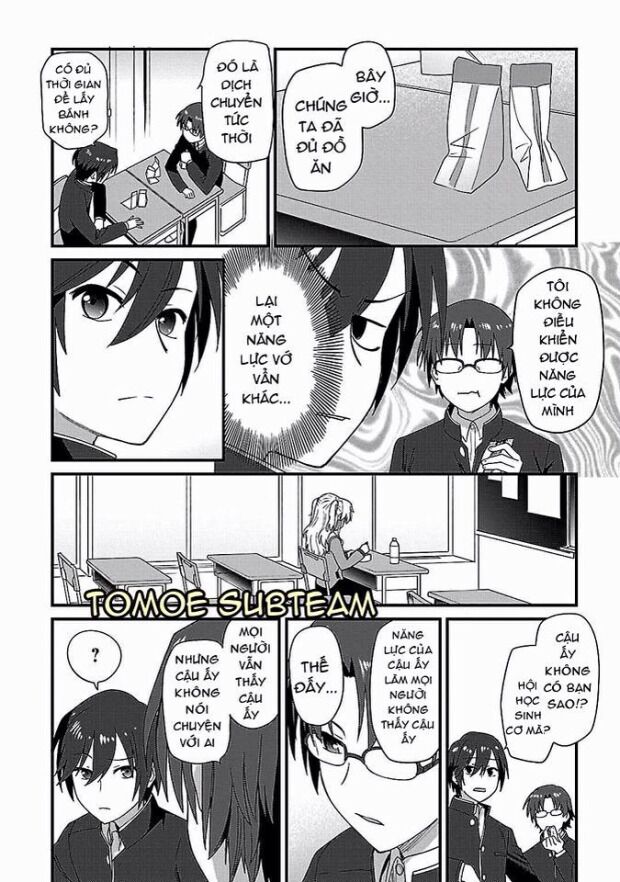 BÂY
GIỜ...
CHÚNG
TA ĐÃ
ĐỦ ĐỒ
ĂN
ĐÓ LÀ
DỊCH
CHUYỂN
TỨC
THỜI
CÓ ĐỦ
THỜI GIAN
ĐỂ LẤY
BÁNH
KHÔNG?
TÔI
KHÔNG
ĐIỀU
KHIỂN
ĐƯỢC
NĂNG
LỰC CỦA
MÌNH
LẠI
MỘT
NĂNG
LỰC VỚ
VẨN
KHÁC...
TOMOE SUBTEAM
CẬU
ẤY
KHÔNG
CÓ BẠN
SAO!?
HỘI
HỌC
SINH
CƠ MÀ?
NĂNG
LỰC CỦA
CẬU ẤY
LÀM MỌI
NGƯỜI
KHÔNG
THẤY CẬU
ẤY
THẾ
ĐẤY...
MỌI
NGƯỜI
VẪN
THẤY
CẬU ẤY
NHƯNG
CẬU ẤY
KHÔNG
NÓI
CHUYỆN
VỚI AI
?